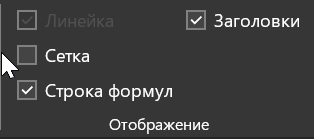 Линейка Заголовки
Сетка
Строка формул
Отображение